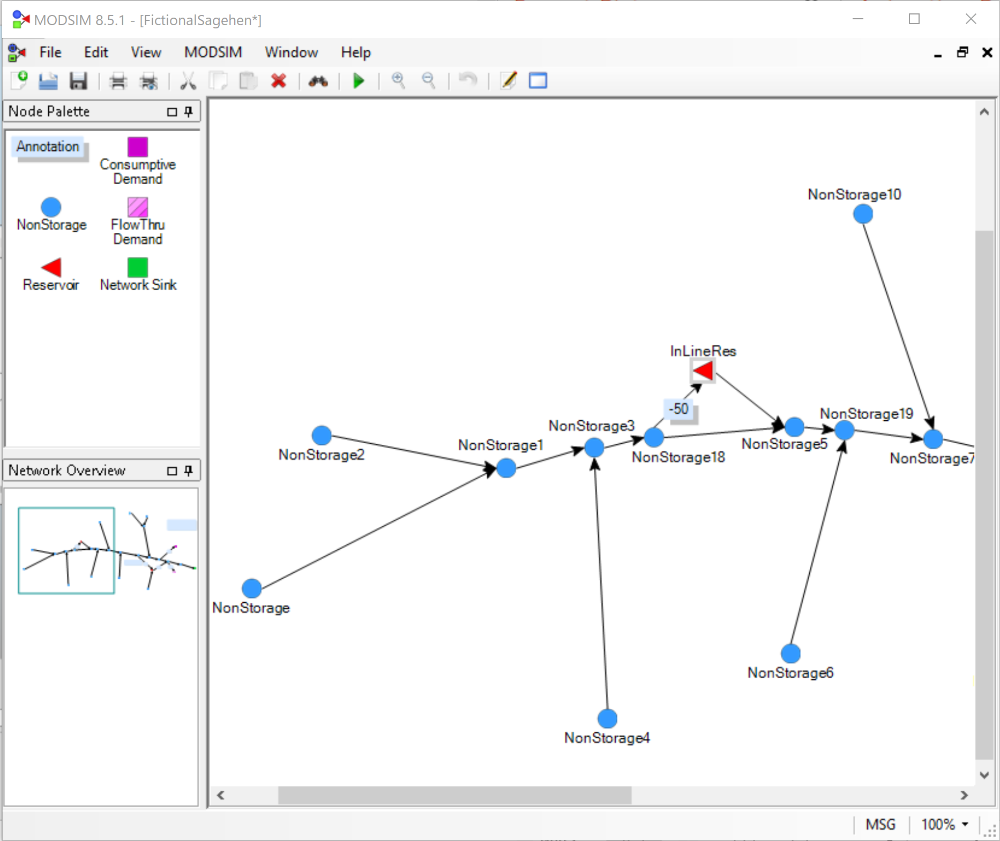 MODSIM 8.5.1 - [FictionalSagehen*]
File Edit View MODSIM Window Help
Node Palette
Annotation
Consumptive
Demand
NonStorage
FlowThru
Demand
Reservoir
Network Sink
Network Overview
NonStorage10
InLineRes
-50
NonStorage19
NonStorage3
NonStorage1
NonStorage5
NonStorage2
NonStorage18
NonStorage7
NonStorage
NonStorage6
NonStorage4
MSG
100%